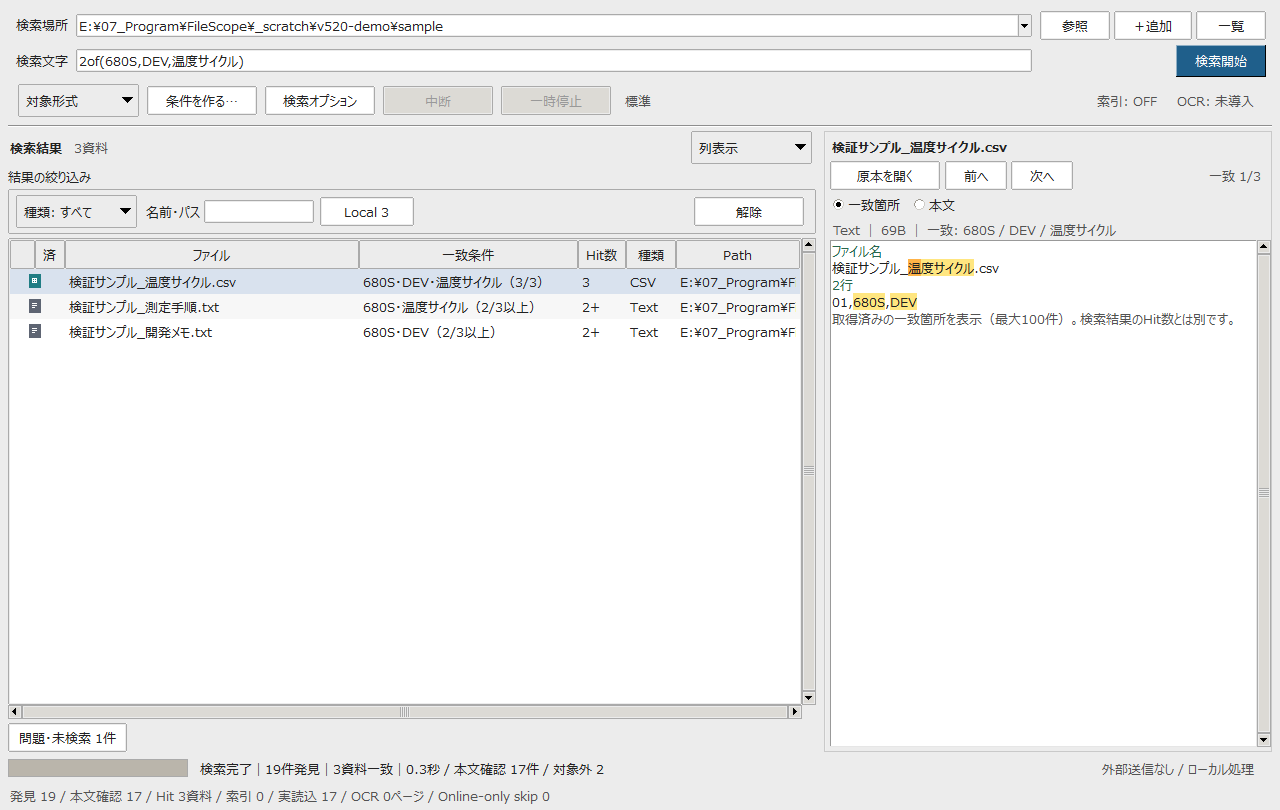 検索場所 E:¥07_Program¥FileScope¥_scratch¥v520-demo¥sample 参照 +追加 一覧
検索文字 2of(680S,DEV,温度サイクル) 検索開始
対象形式 条件を作る… 検索オプション 中断 一時停止 標準 索引: OFF OCR: 未導入
検索結果 3資料 列表示
結果の絞り込み
種類: すべて 名前・パス Local 3 解除
済 ファイル 一致条件 Hit数 種類 Path
検証サンプル_温度サイクル.csv 680S・DEV・温度サイクル（3/3） 3 CSV E:¥07_Program¥F
検証サンプル_測定手順.txt 680S・温度サイクル（2/3以上） 2+ Text E:¥07_Program¥F
検証サンプル_開発メモ.txt 680S・DEV（2/3以上） 2+ Text E:¥07_Program¥F
検証サンプル_温度サイクル.csv
原本を開く 前へ 次へ 一致 1/3
一致箇所 本文
Text ｜ 69B ｜ 一致: 680S / DEV / 温度サイクル
ファイル名
検証サンプル_温度サイクル.csv
2行
01,680S,DEV
取得済みの一致箇所を表示（最大100件）。検索結果のHit数とは別です。
問題・未検索 1件
検索完了｜19件発見｜3資料一致｜0.3秒 / 本文確認 17件 / 対象外 2 外部送信なし / ローカル処理
発見 19 / 本文確認 17 / Hit 3資料 / 索引 0 / 実読込 17 / OCR 0ページ / Online-only skip 0